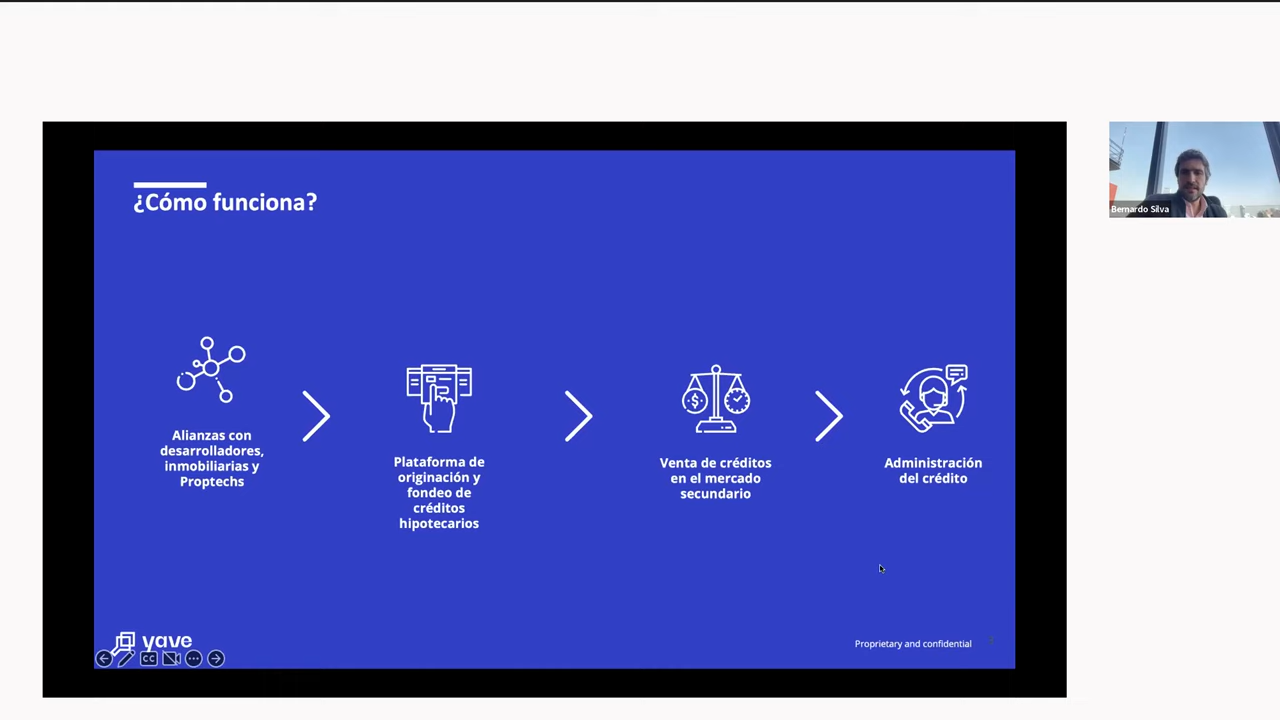 ¿Cómo funciona?
Alianzas con
desarrolladores,
inmobiliarias y
Proptechs
Plataforma de
originación y
fondeo de
créditos
hipotecarios
Venta de créditos
en el mercado
secundario
Administración
del crédito
yave
CC
Proprietary and confidential
Bernardo Silva